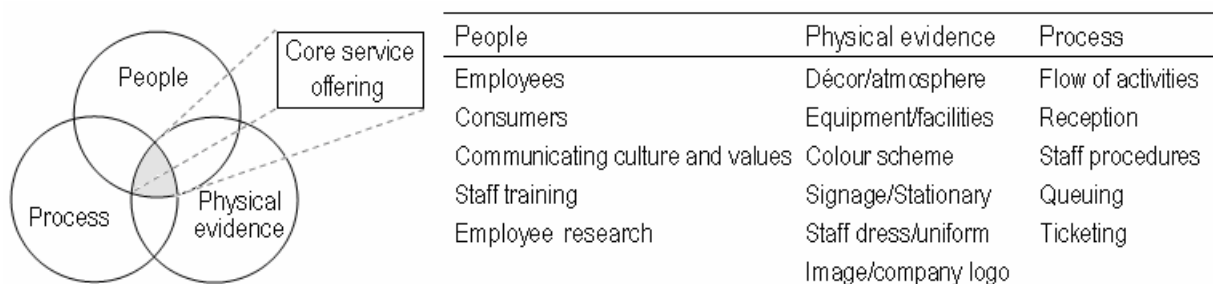 People
Core service
offering
Process
Physical
evidence
People Physical evidence Process
Employees Décor/atmosphere Flow of activities
Consumers Equipment/facilities Reception
Communicating culture and values Colour scheme Staff procedures
Staff training Signage/Stationary Queuing
Employee research Staff dress/uniform Ticketing
Image/company logo